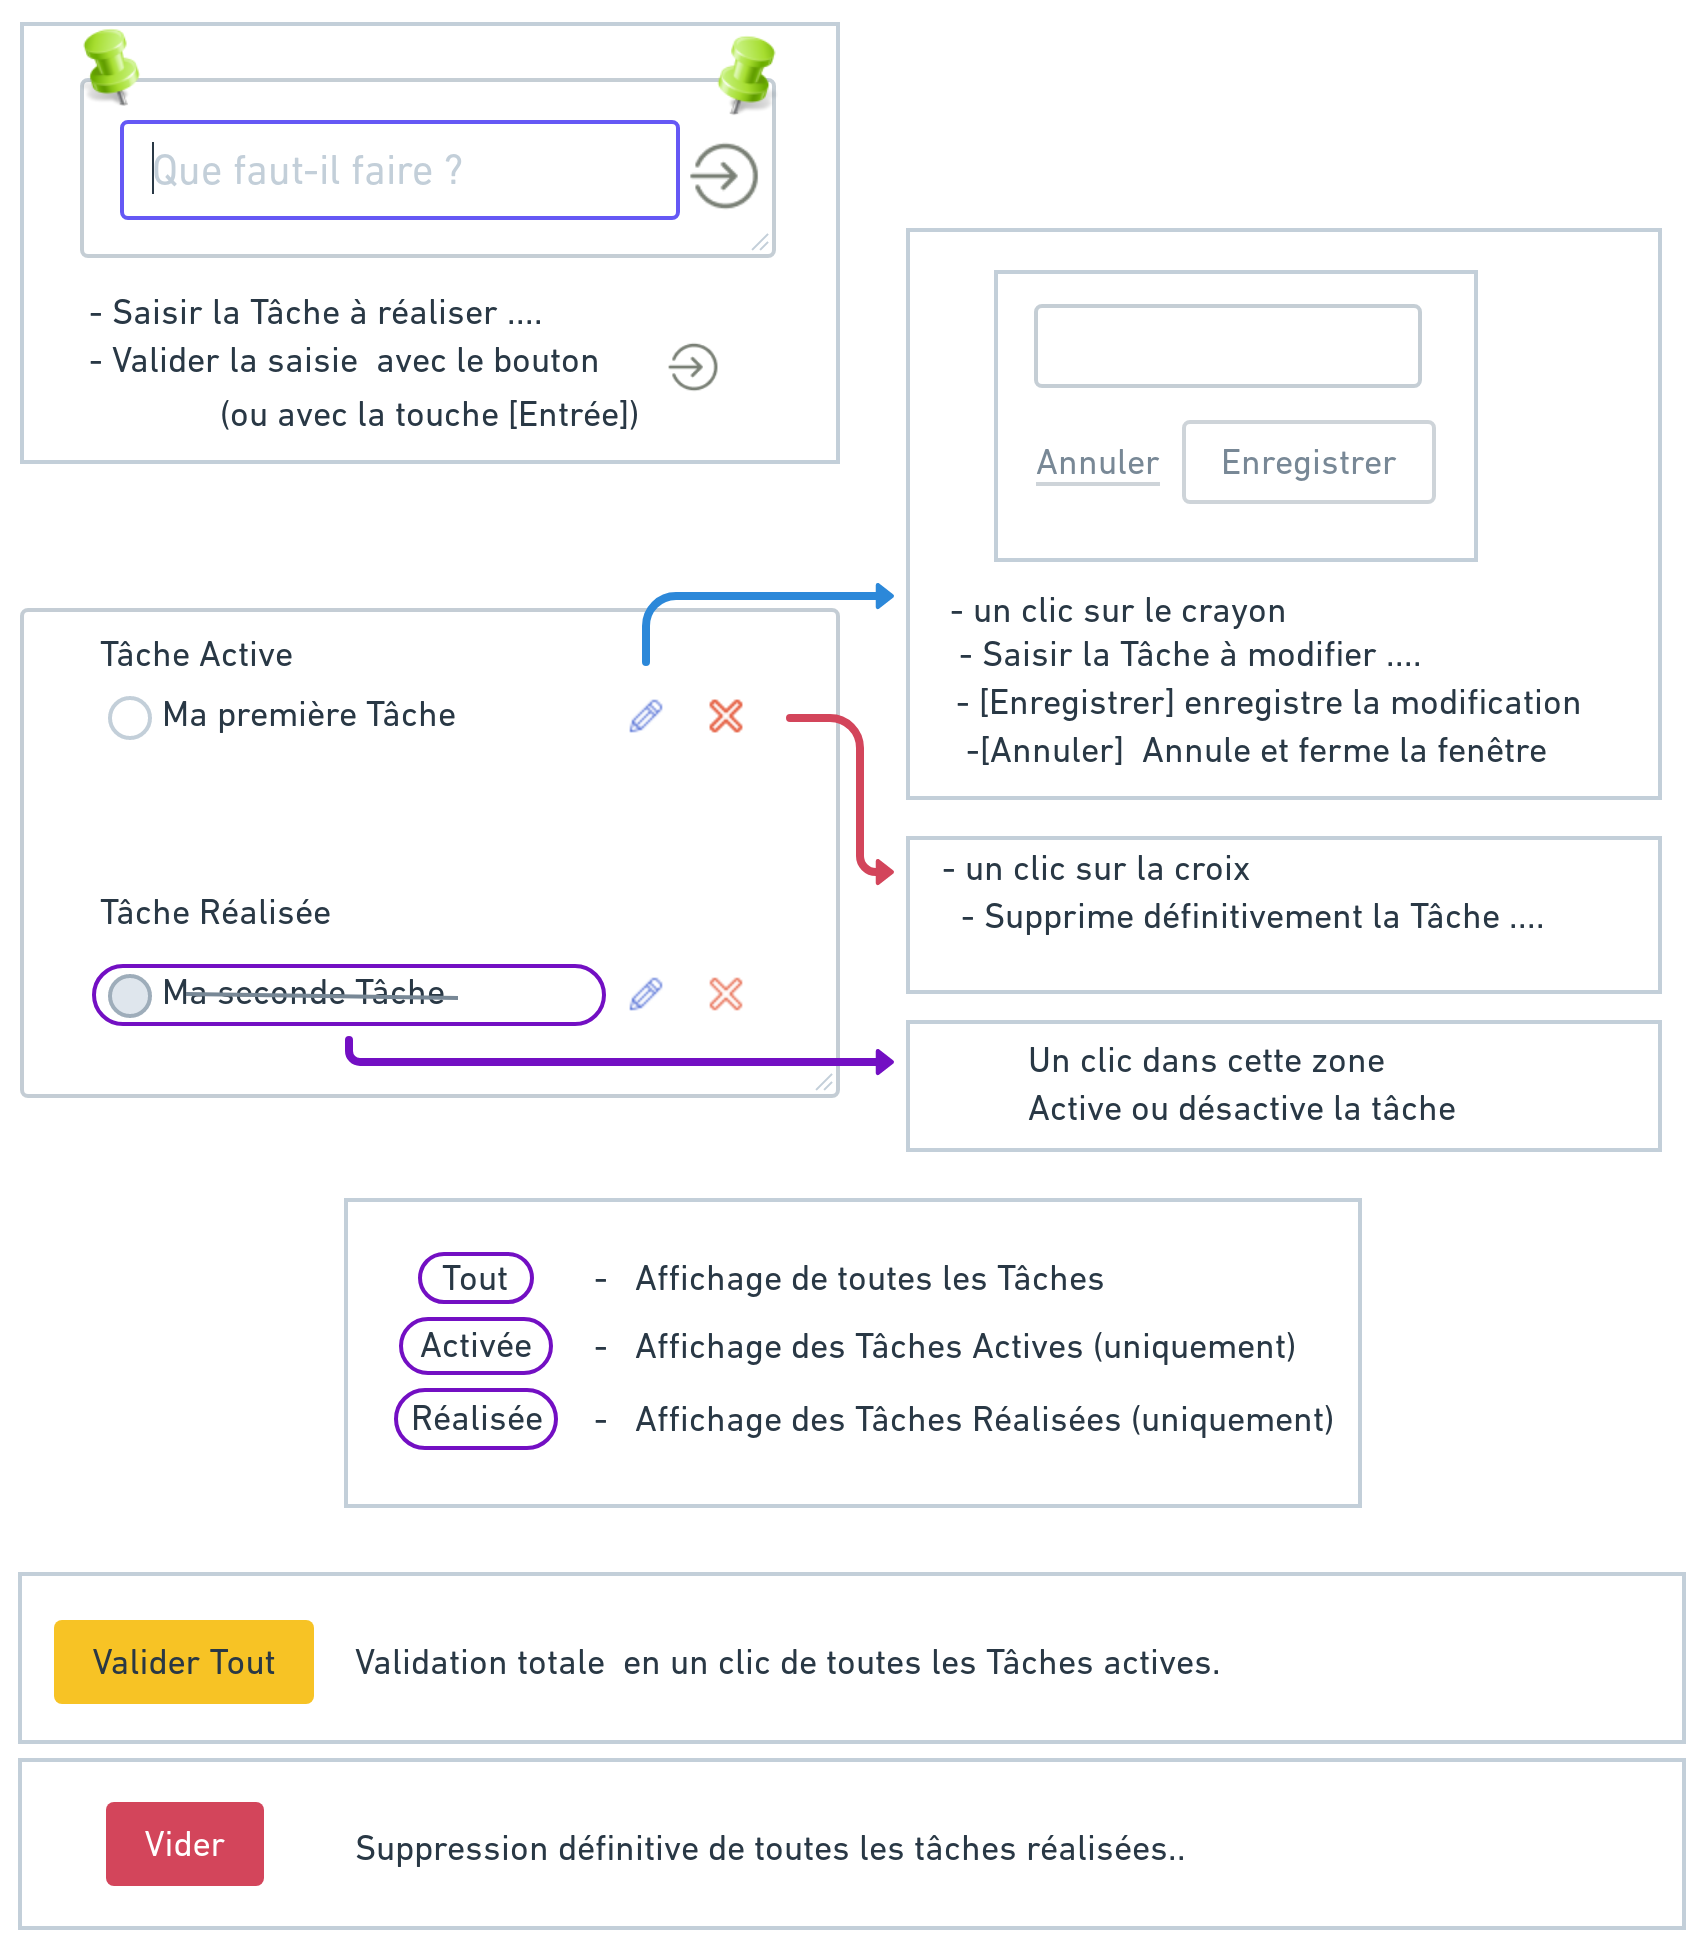 Que faut-il faire ?
- Saisir la Tâche à réaliser ....
- Valider la saisie  avec le bouton
(ou avec la touche [Entrée])
Annuler
Enregistrer
- un clic sur le crayon
- Saisir la Tâche à modifier ....
- [Enregistrer] enregistre la modification
-[Annuler]  Annule et ferme la fenêtre
Tâche Active
Ma première Tâche
- un clic sur la croix
- Supprime définitivement la Tâche ....
Tâche Réalisée
Ma seconde Tâche
Un clic dans cette zone
Active ou désactive la tâche
Tout - Affichage de toutes les Tâches
Activée - Affichage des Tâches Actives (uniquement)
Réalisée - Affichage des Tâches Réalisées (uniquement)
Valider Tout
Validation totale  en un clic de toutes les Tâches actives.
Vider
Suppression définitive de toutes les tâches réalisées..